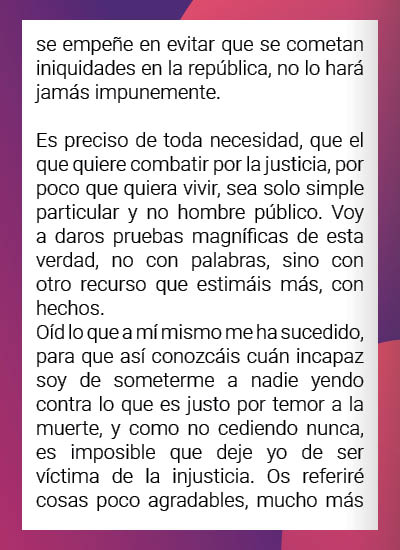 se empeñe en evitar que se cometan
iniquidades en la república, no lo hará
jamás impunemente.
Es preciso de toda necesidad, que el
que quiere combatir por la justicia, por
poco que quiera vivir, sea solo simple
particular y no hombre público. Voy
a daros pruebas magníficas de esta
verdad, no con palabras, sino con
otro recurso que estimáis más, con
hechos.
Oíd lo que a mí mismo me ha sucedido,
para que así conozcáis cuán incapaz
soy de someterme a nadie yendo
contra lo que es justo por temor a la
muerte, y como no cediendo nunca,
es imposible que deje yo de ser
víctima de la injusticia. Os referiré
cosas poco agradables, mucho más